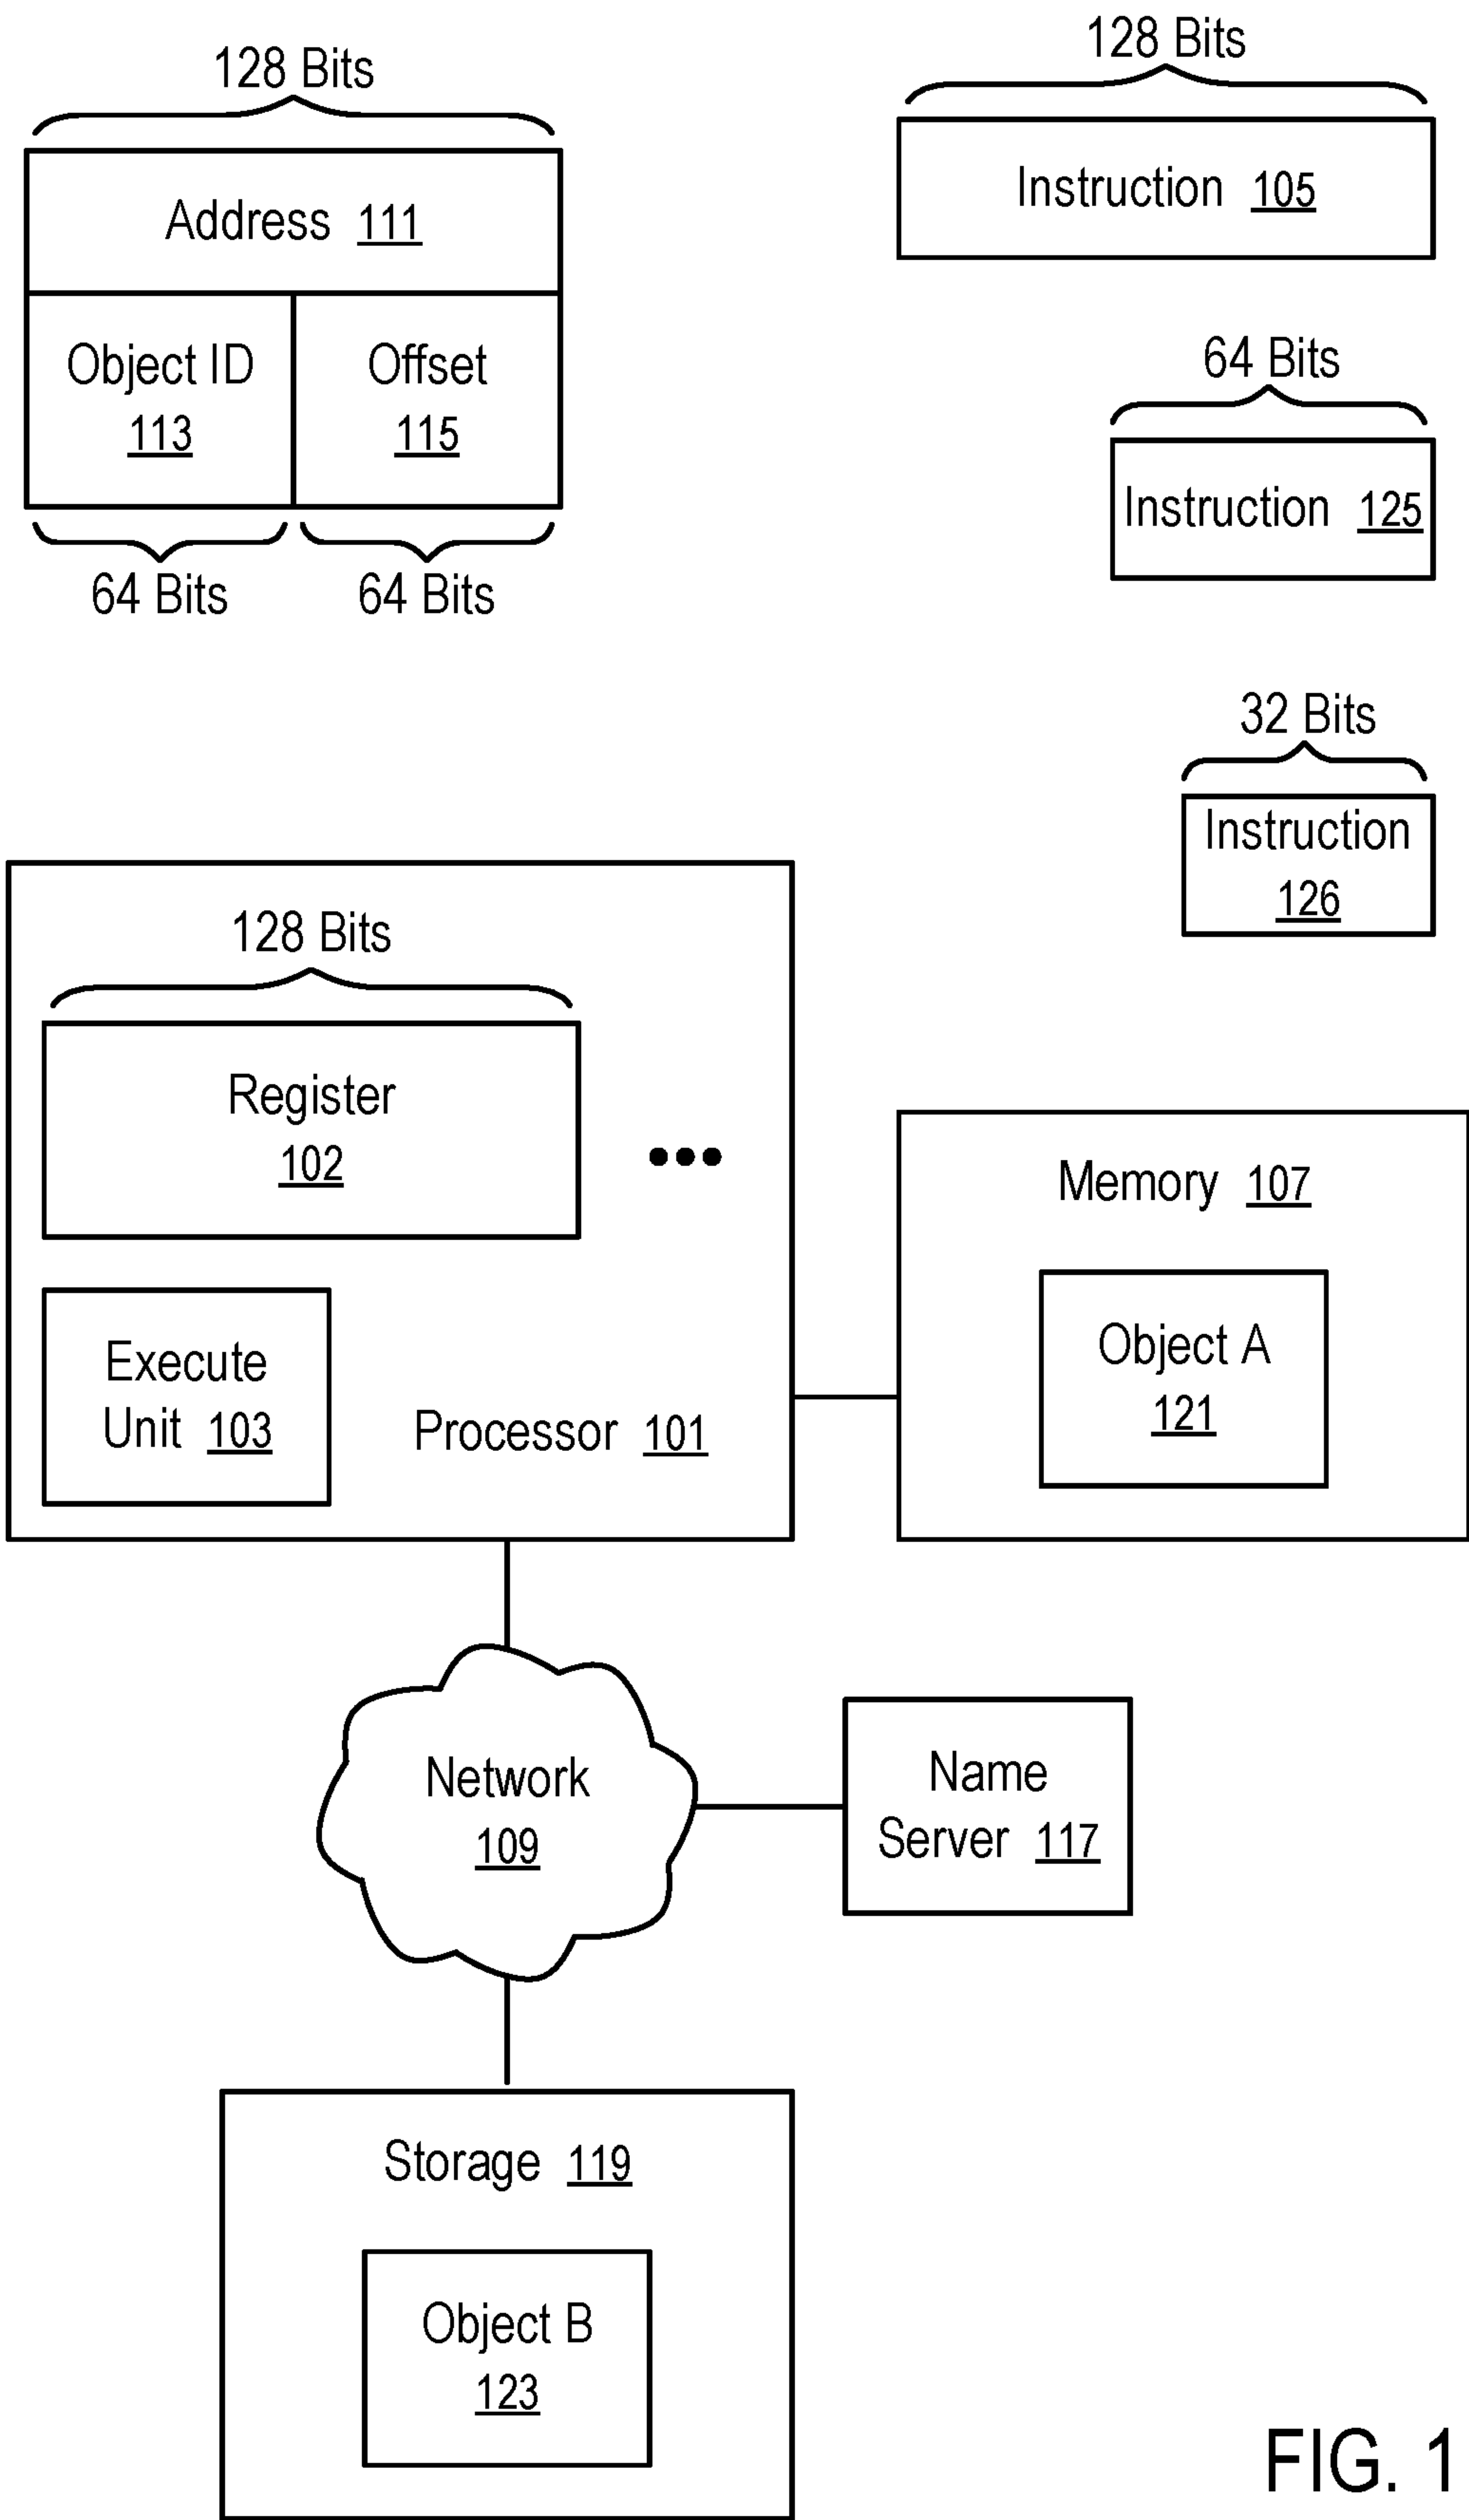 128 Bits
Address 111
Object ID
113
Offset
115
64 Bits
64 Bits
128 Bits
Instruction 105
64 Bits
Instruction 125
32 Bits
Instruction
126
128 Bits
Register
102
Execute
Unit 103
Processor 101
Memory 107
Object A
121
Network
109
Name
Server 117
Storage 119
Object B
123
FIG. 1